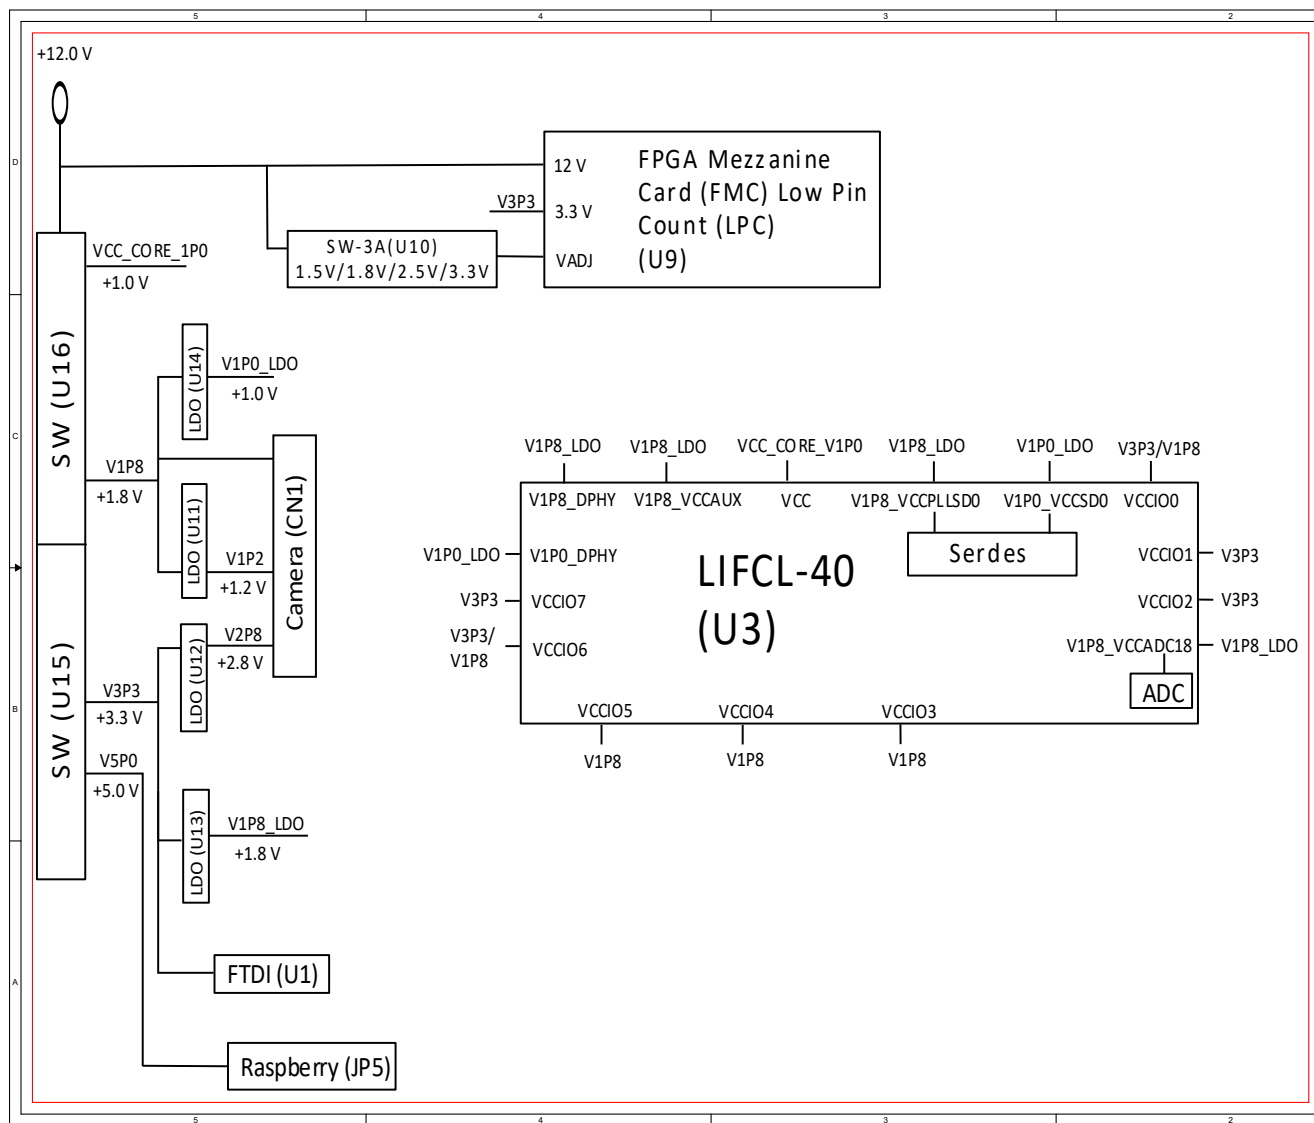 5 4 3 2
+12.0 V
D
12 V
FPGA Mezzanine
Card (FMC) Low Pin
Count (LPC)
(U9)
V3P3
3.3 V
VADJ
SW-3A(U10)
1.5V/1.8V/2.5V/3.3V
VCC_CORE_1P0
+1.0 V
SW (U16)
LDO (U14)
V1P0_LDO
+1.0 V
C
V1P8
+1.8 V
LDO (U11)
V1P2
+1.2 V
Camera (CN1)
V1P8_LDO
V1P8_LDO
VCC_CORE_V1P0
V1P8_LDO
V1P0_LDO
V3P3/V1P8
V1P8_DPHY
V1P8_VCCAUX
VCC
V1P8_VCCPLLSD0
V1P0_VCCSD0
VCCIO0
Serdes
V1P0_LDO
V1P0_DPHY
LIFCL-40
(U3)
VCCIO1
V3P3
V3P3
VCCIO7
VCCIO2
V3P3
V3P3/
V1P8
VCCIO6
V1P8_VCCADC18
V1P8_LDO
ADC
VCCIO5
VCCIO4
VCCIO3
V1P8
V1P8
V1P8
SW (U15)
LDO (U12)
V2P8
+2.8 V
B
V3P3
+3.3 V
V5P0
+5.0 V
LDO (U13)
V1P8_LDO
+1.8 V
A
FTDI (U1)
Raspberry (JP5)
5 4 3 2